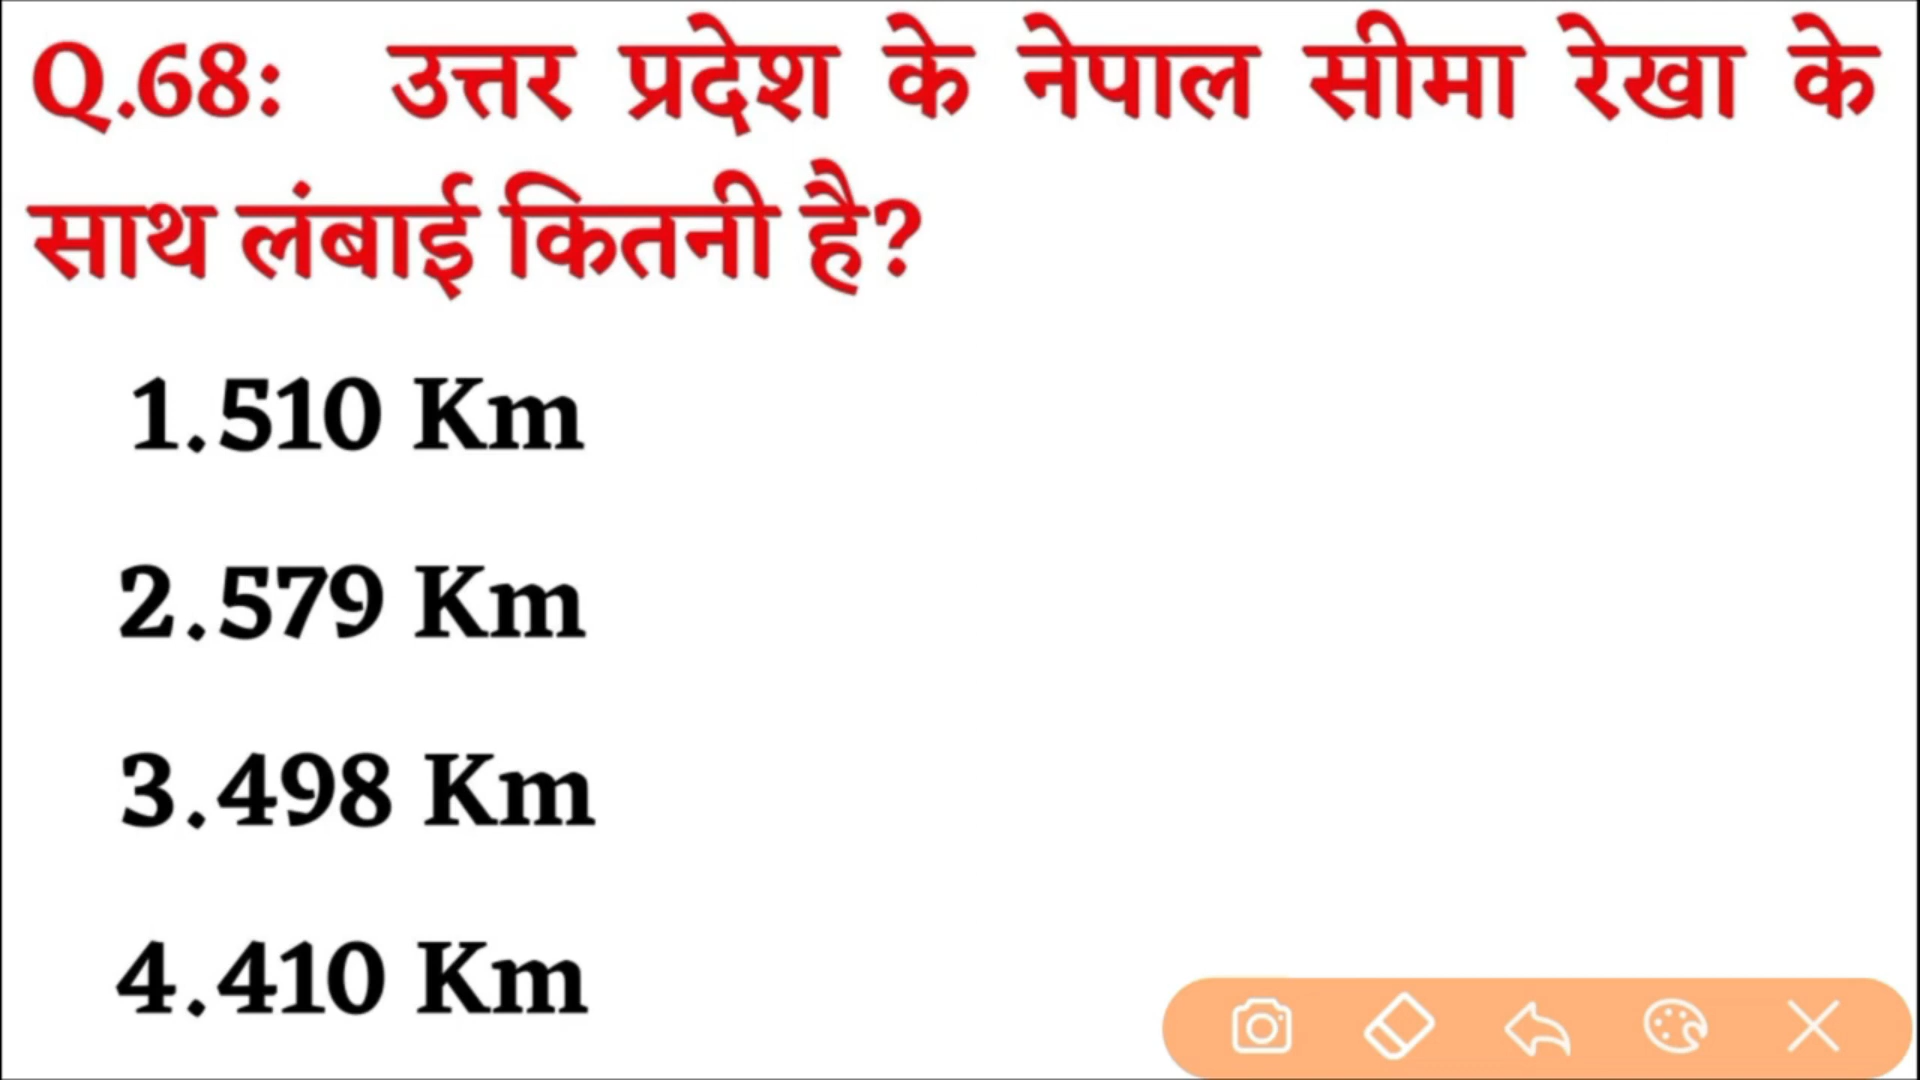 Q.68: उत्तर प्रदेश के नेपाल सीमा रेखा के
साथ लंबाई कितनी है?
1.510 Km
2.579 Km
3.498 Km
4.410 Km